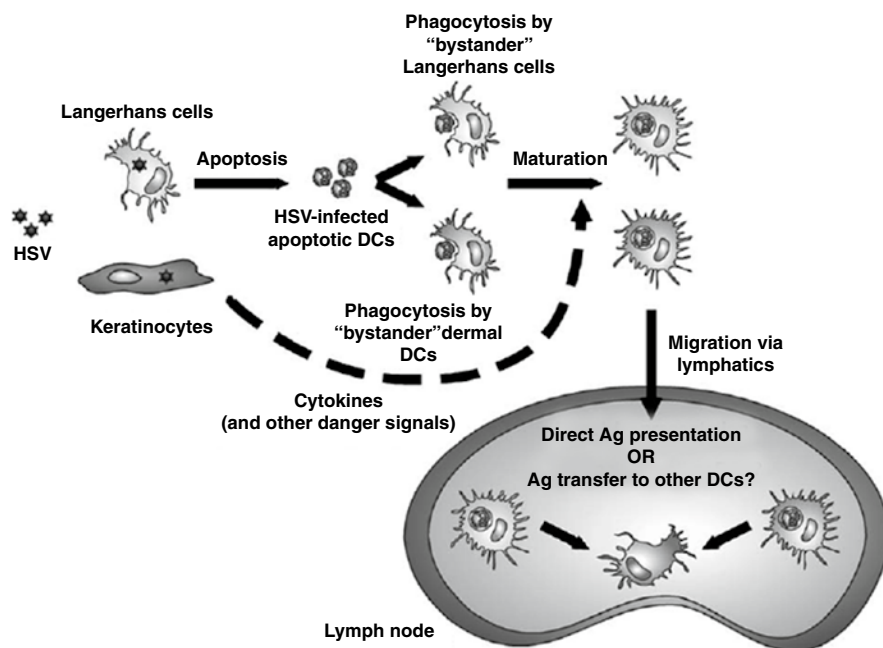 Phagocytosis by
“bystander”
Langerhans cells
Langerhans cells
Apoptosis
Maturation
HSV
HSV-infected
apoptotic DCs
Keratinocytes
Phagocytosis by
“bystander”dermal
DCs
Migration via
lymphatics
Cytokines
(and other danger signals)
Direct Ag presentation
OR
Ag transfer to other DCs?
Lymph node